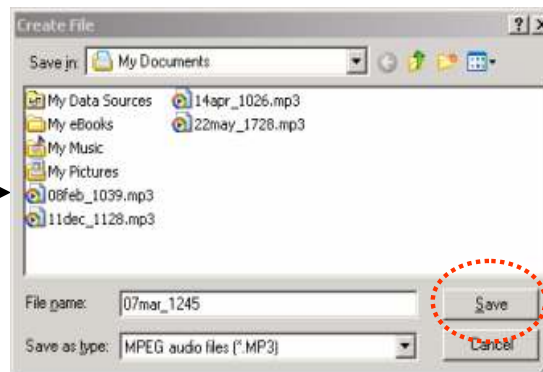 Create File
Save in: My Documents
My Data Sources
My eBooks
My Music
My Pictures
08feb_1039.mp3
11dec_1128.mp3
14apr_1026.mp3
22may_1728.mp3
File name: 07mar_1245 Save
Save as type: MPEG audio files (*.MP3) Cancel